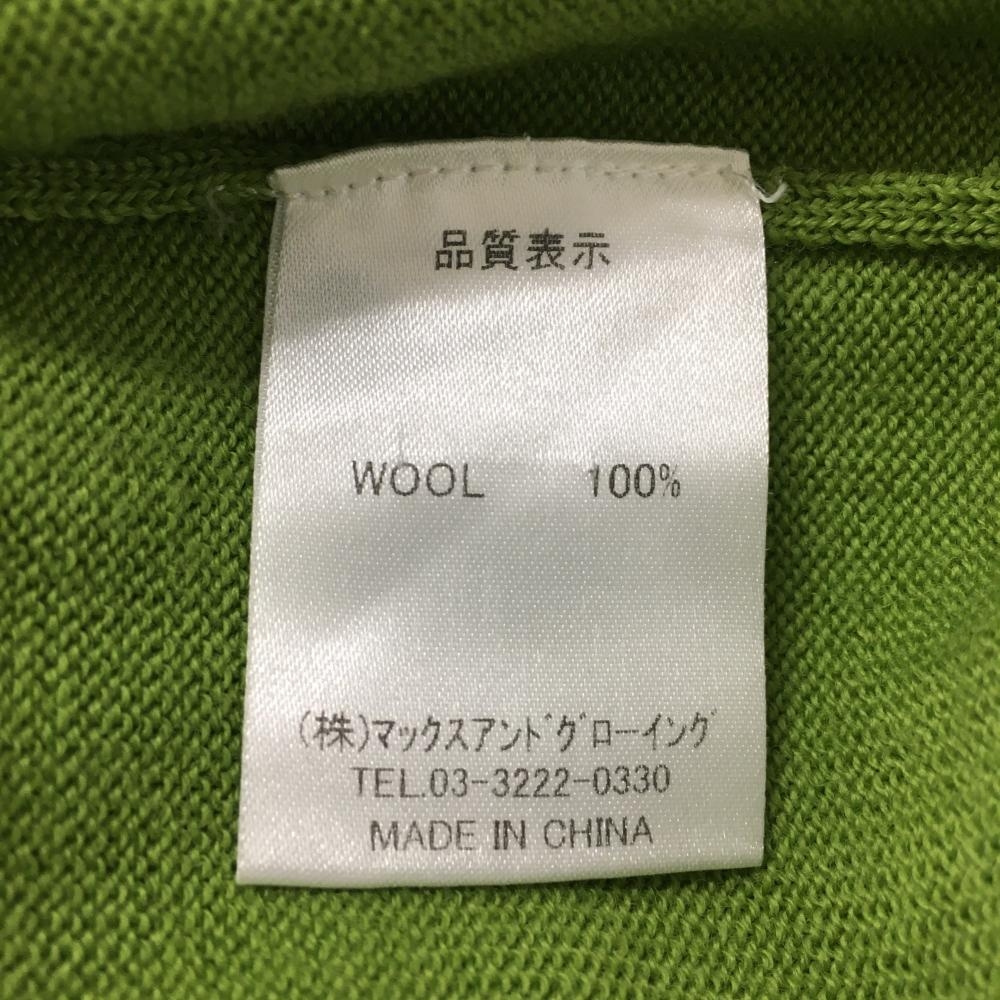 品質表示
WOOL 100%
(株)マックスアンドグローイング
TEL.03-3222-0330
MADE IN CHINA